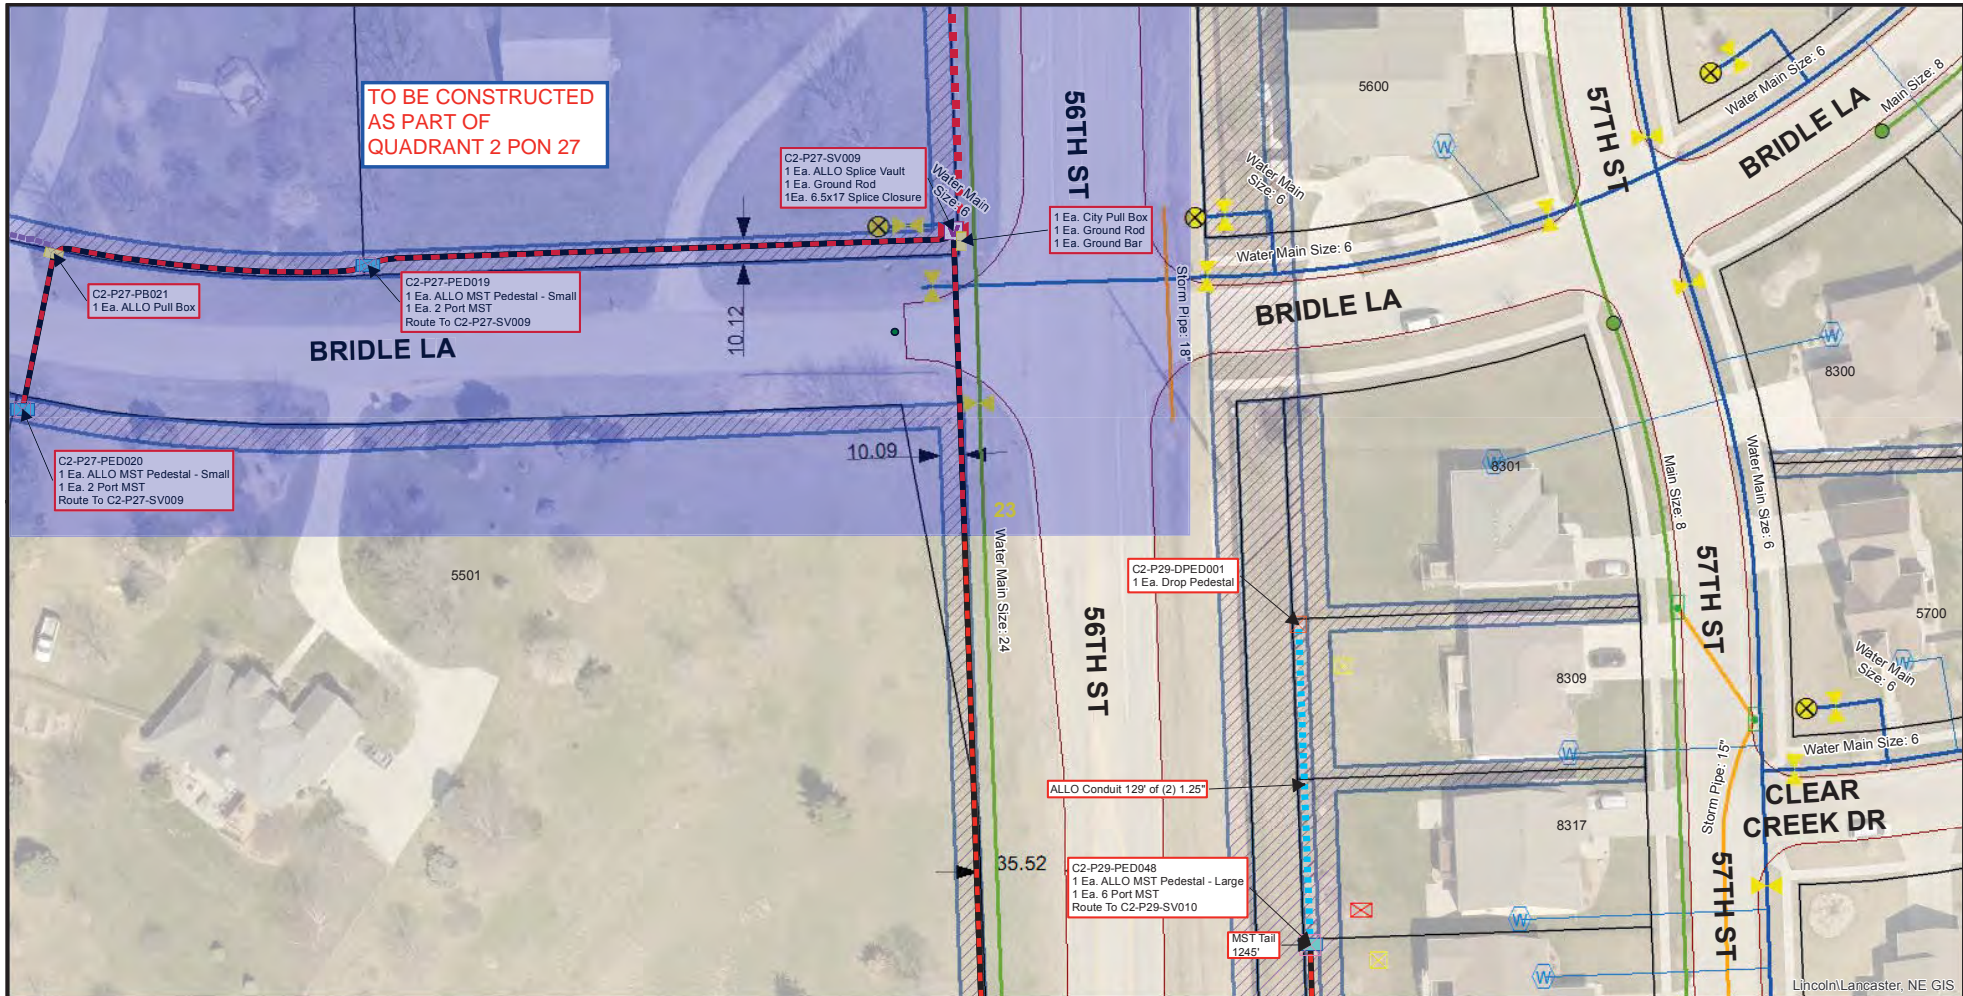 TO BE CONSTRUCTED
AS PART OF
QUADRANT 2 PON 27
C2-P27-SV009
1 Ea. ALLO Splice Vault
1 Ea. Ground Rod
1Ea. 6.5x17 Splice Closure
Water Main
Size: 6
56TH ST
1 Ea. City Pull Box
1 Ea. Ground Rod
1 Ea. Ground Bar
5600
Water Main
Size: 6
Water Main Size: 6
57TH ST
Water Main Size: 6
Main Size: 8
BRIDLE LA
C2-P27-PB021
1 Ea. ALLO Pull Box
C2-P27-PED019
1 Ea. ALLO MST Pedestal - Small
1 Ea. 2 Port MST
Route To C2-P27-SV009
BRIDLE LA
10.12
Storm Pipe: 18"
BRIDLE LA
W
W
8300
C2-P27-PED020
1 Ea. ALLO MST Pedestal - Small
1 Ea. 2 Port MST
Route To C2-P27-SV009
10.09
1
23
Water Main Size: 24
W
8301
Main Size: 8
Water Main Size: 6
5501
C2-P29-DPED001
1 Ea. Drop Pedestal
56TH ST
57TH ST
5700
8309
W
Water Main
Size: 6
W
Water Main Size: 6
ALLO Conduit 129' of (2) 1.25"
Storm Pipe: 15"
CLEAR
CREEK DR
8317
35.52
C2-P29-PED048
1 Ea. ALLO MST Pedestal - Large
1 Ea. 6 Port MST
Route To C2-P29-SV010
57TH ST
MST Tail
1245'
W
W
Lincoln\Lancaster, NE GIS